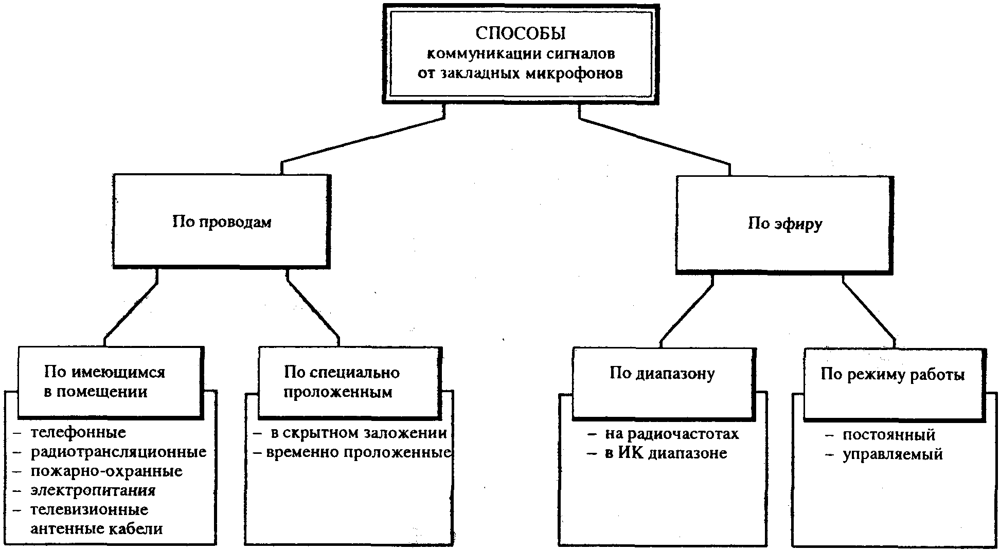 СПОСОБЫ
коммуникации сигналов
от закладных микрофонов
По проводам
По эфиру
По имеющимся
в помещении
– телефонные
– радиотрансляционные
– пожарно-охранные
– электропитания
– телевизионные
антенные кабели
По специально
проложенным
– в скрытном заложении
– временно проложенные
По диапазону
– на радиочастотах
– в ИК диапазоне
По режиму работы
– постоянный
– управляемый